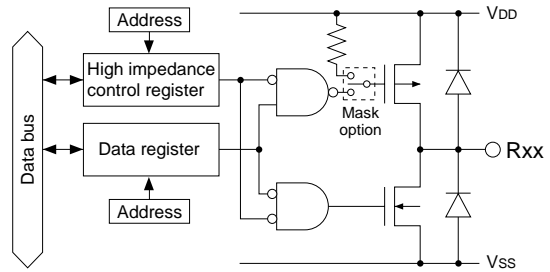 Address
VDD
High impedance
control register
Mask
option
Data bus
Rxx
Data register
Address
VSS